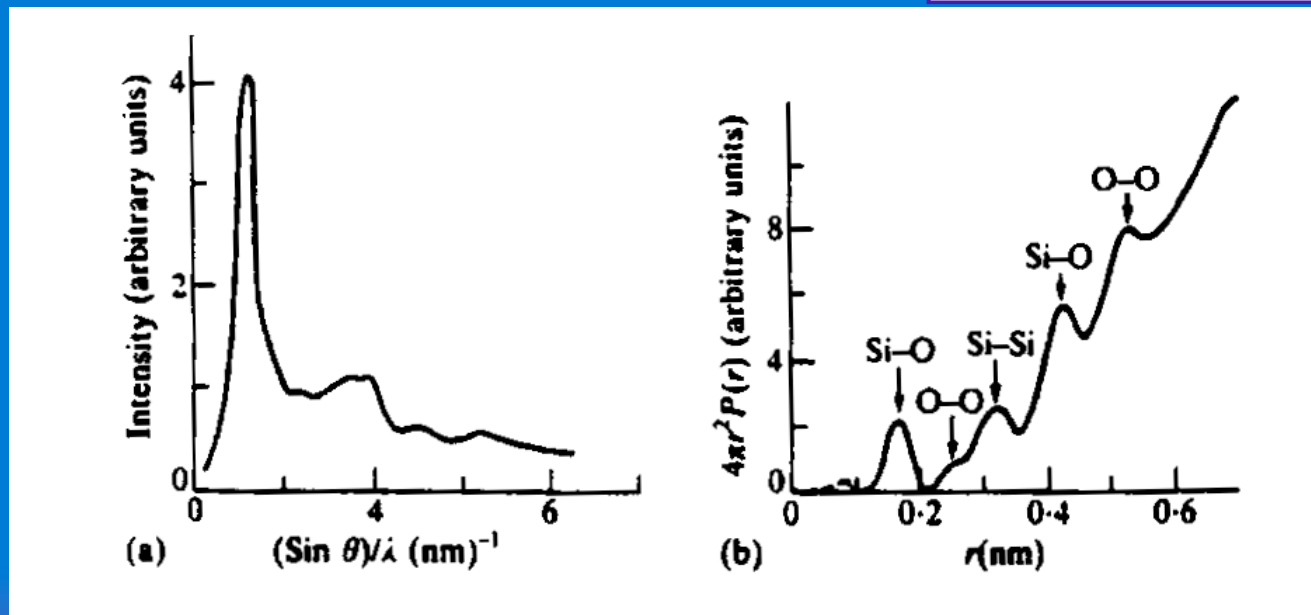 Intensity (arbitrary units)
4
2
0
0
4
6
(a)
(Sin θ)/λ (nm)⁻¹
4πr²P(r) (arbitrary units)
8
4
0
Si–O
O–O
Si–Si
Si–O
O–O
0
0·2
0·4
0·6
(b)
r(nm)